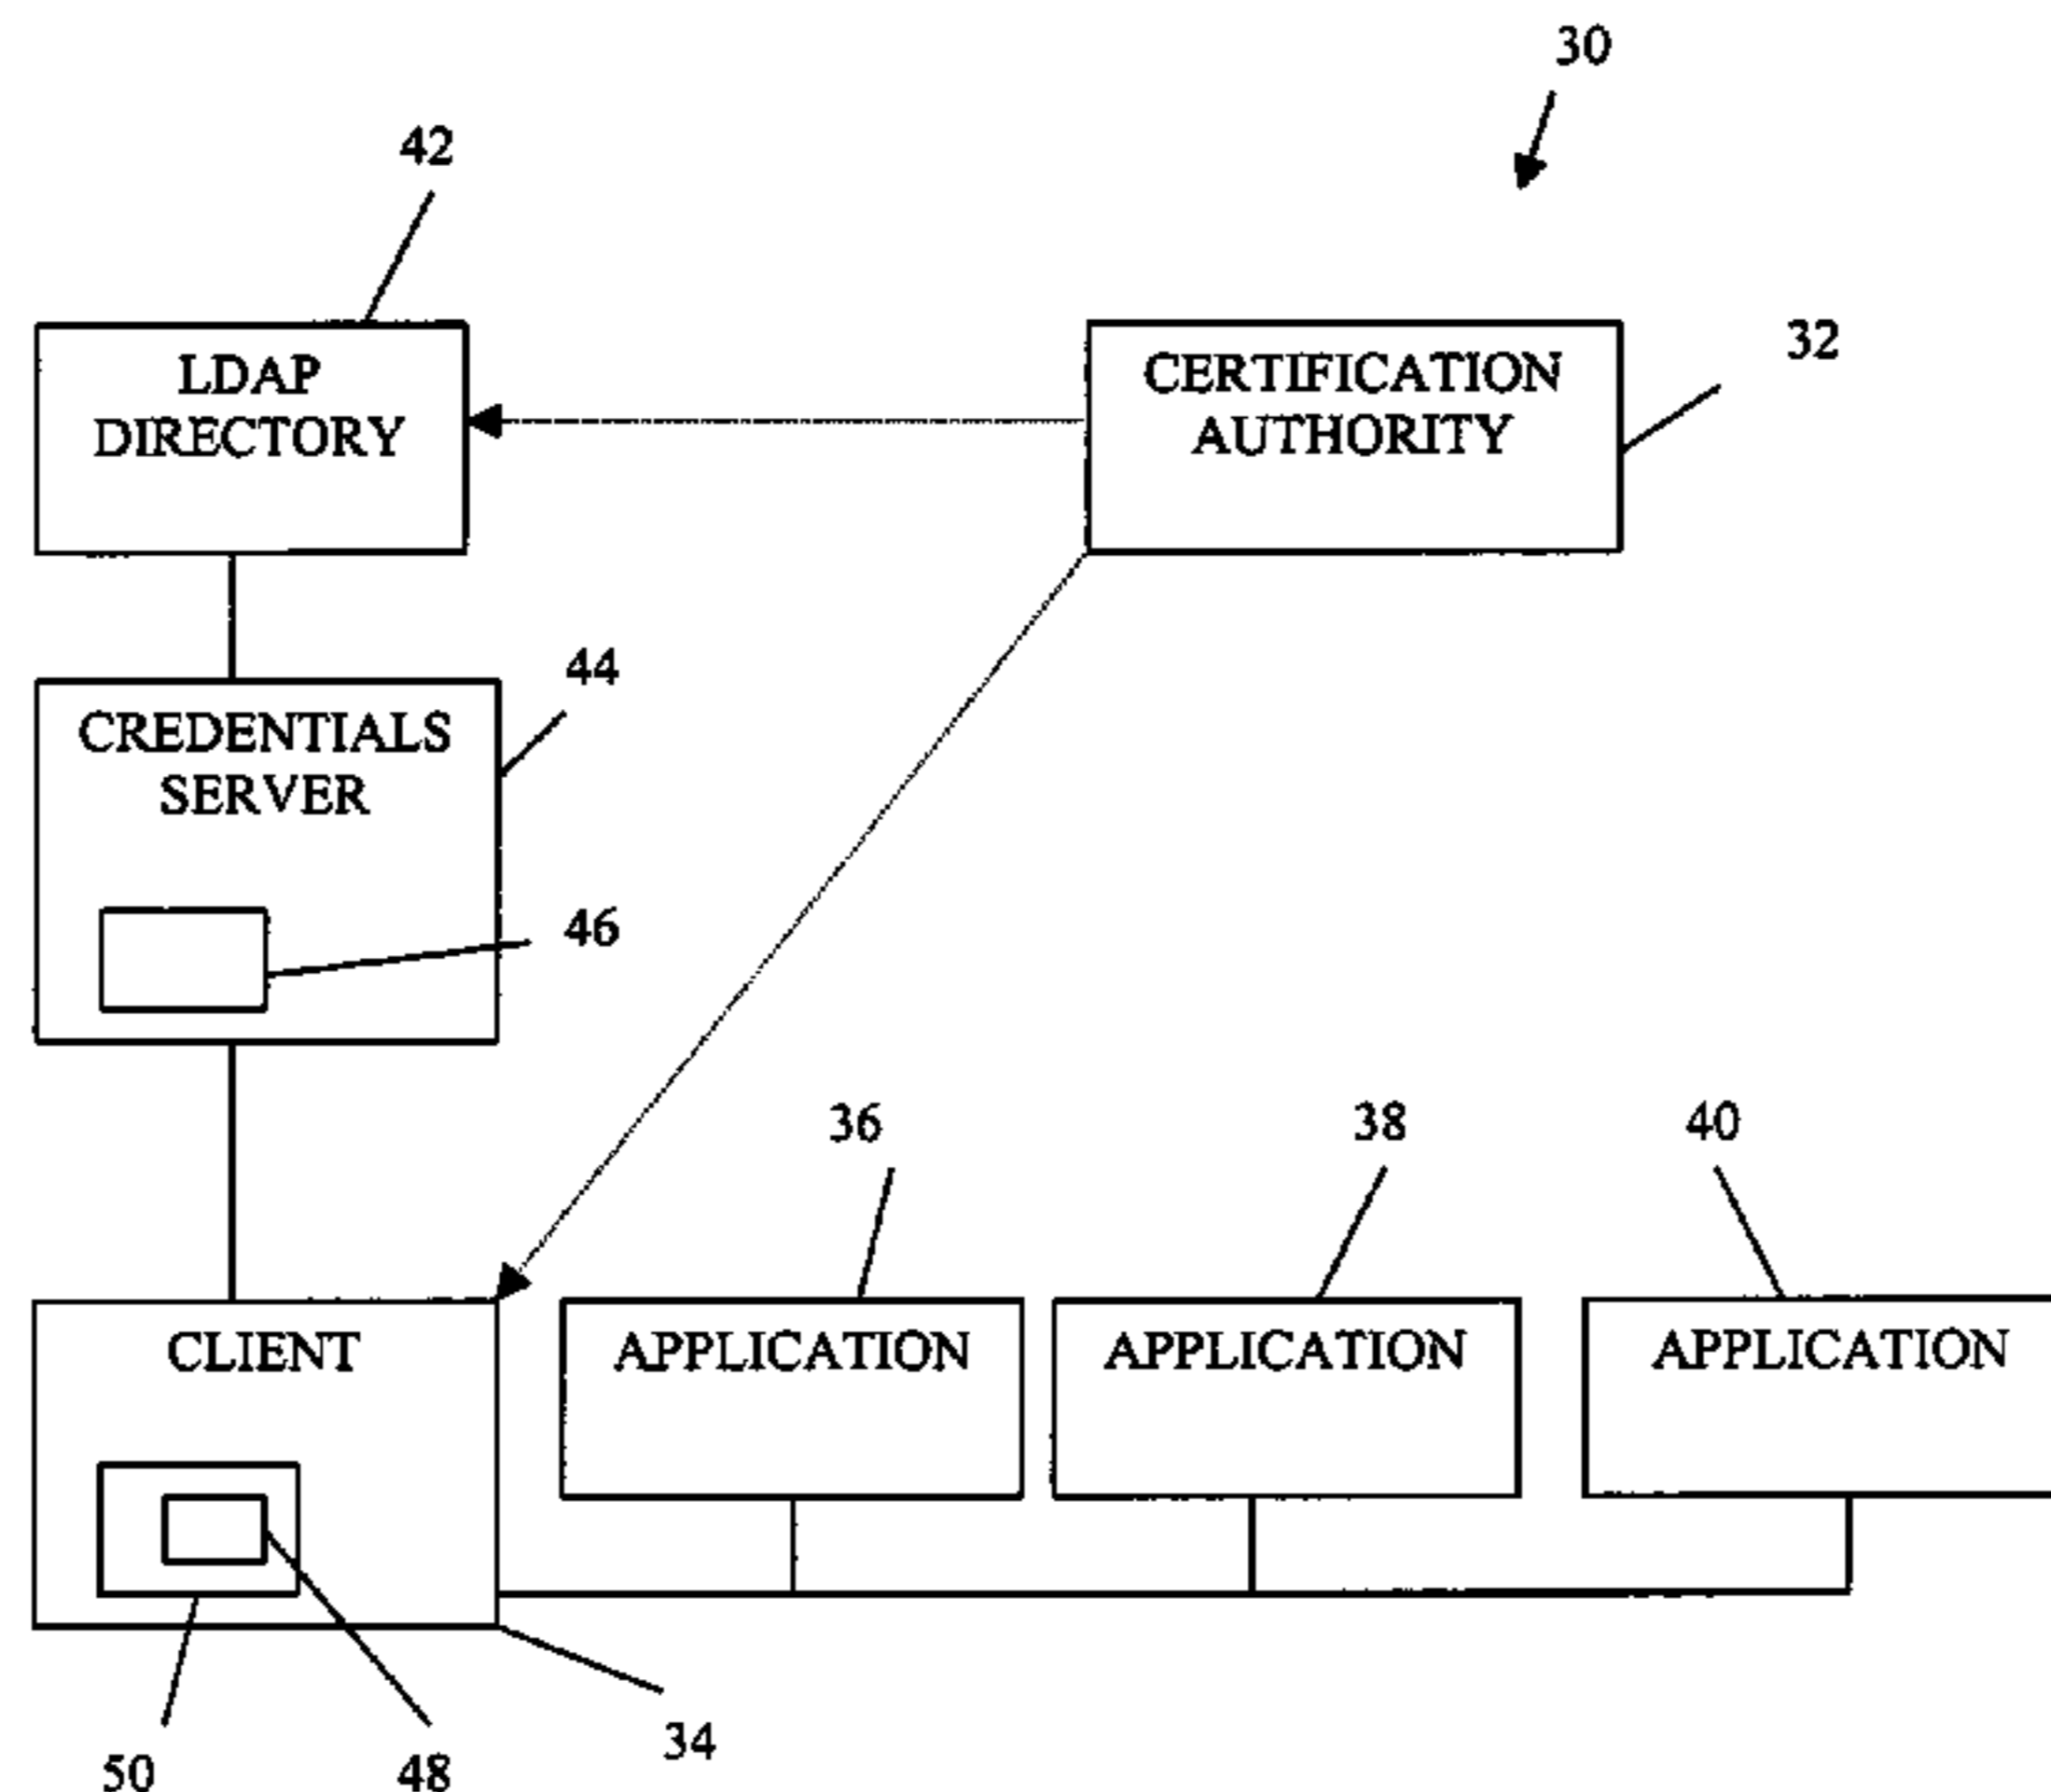 30
42
LDAP
DIRECTORY
CERTIFICATION
AUTHORITY
32
CREDENTIALS
SERVER
44
46
36
38
40
CLIENT
APPLICATION
APPLICATION
APPLICATION
34
50
48